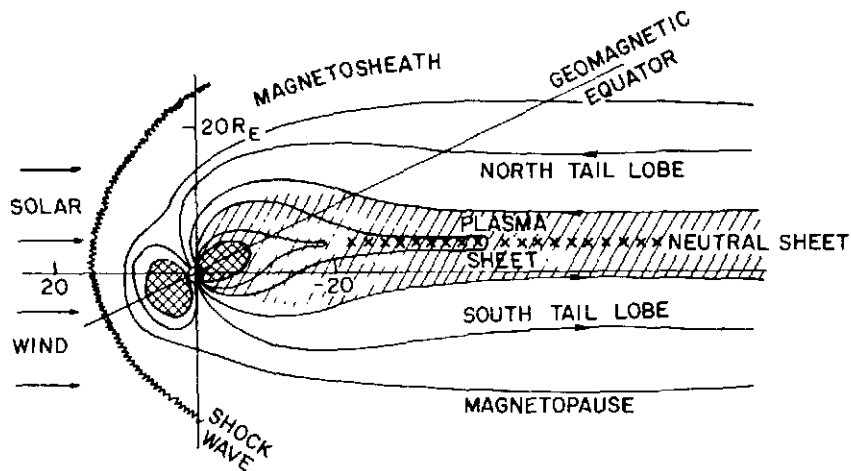 MAGNETOSHEATH
GEOMAGNETIC
EQUATOR
20RE
NORTH TAIL LOBE
SOLAR
PLASMA
NEUTRAL SHEET
SHEET
20
-20
SOUTH TAIL LOBE
WIND
MAGNETOPAUSE
SHOCK
WAVE